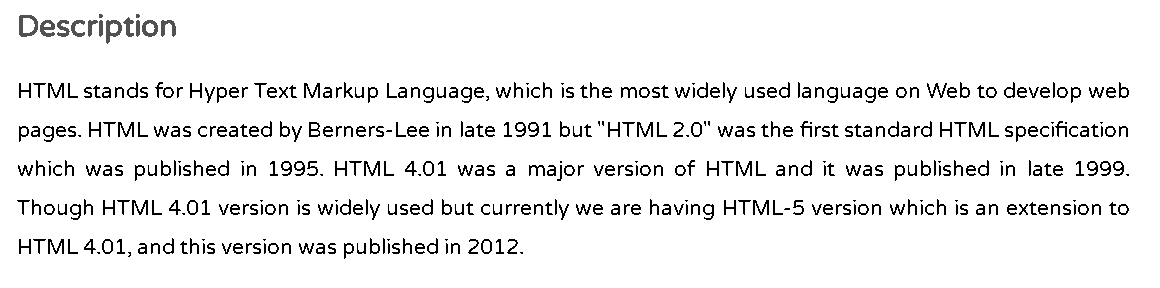 Description
HTML stands for Hyper Text Markup Language, which is the most widely used language on Web to develop web
pages. HTML was created by Berners-Lee in late 1991 but "HTML 2.0" was the first standard HTML specification
which was published in 1995. HTML 4.01 was a major version of HTML and it was published in late 1999.
Though HTML 4.01 version is widely used but currently we are having HTML-5 version which is an extension to
HTML 4.01, and this version was published in 2012.